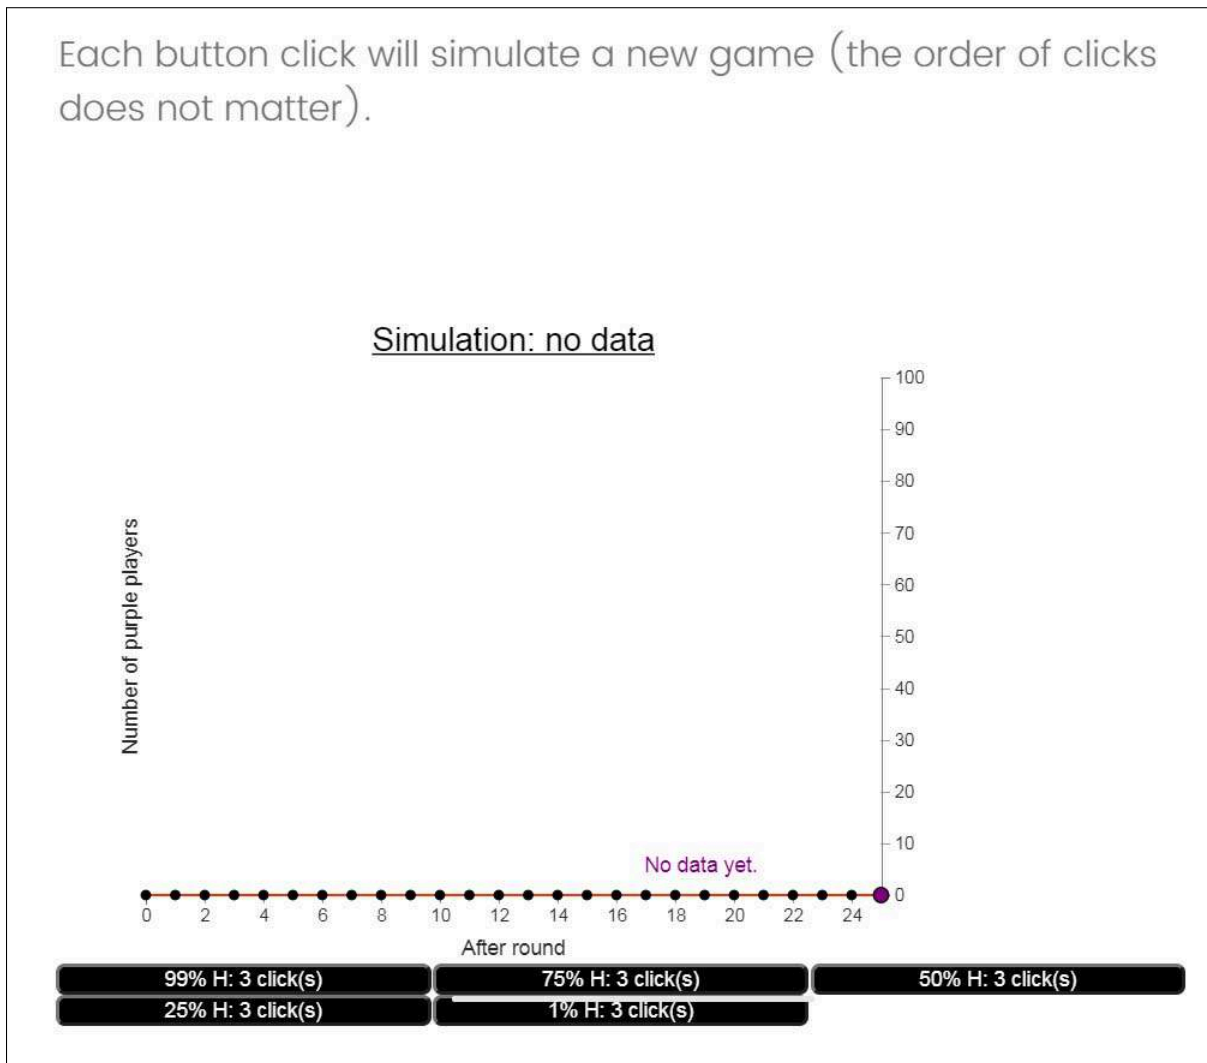 Each button click will simulate a new game (the order of clicks
does not matter).
Simulation: no data
100
90
80
70
60
50
40
30
20
10
0
Number of purple players
No data yet.
0 2 4 6 8 10 12 14 16 18 20 22 24
After round
99% H: 3 click(s) 75% H: 3 click(s) 50% H: 3 click(s)
25% H: 3 click(s) 1% H: 3 click(s)